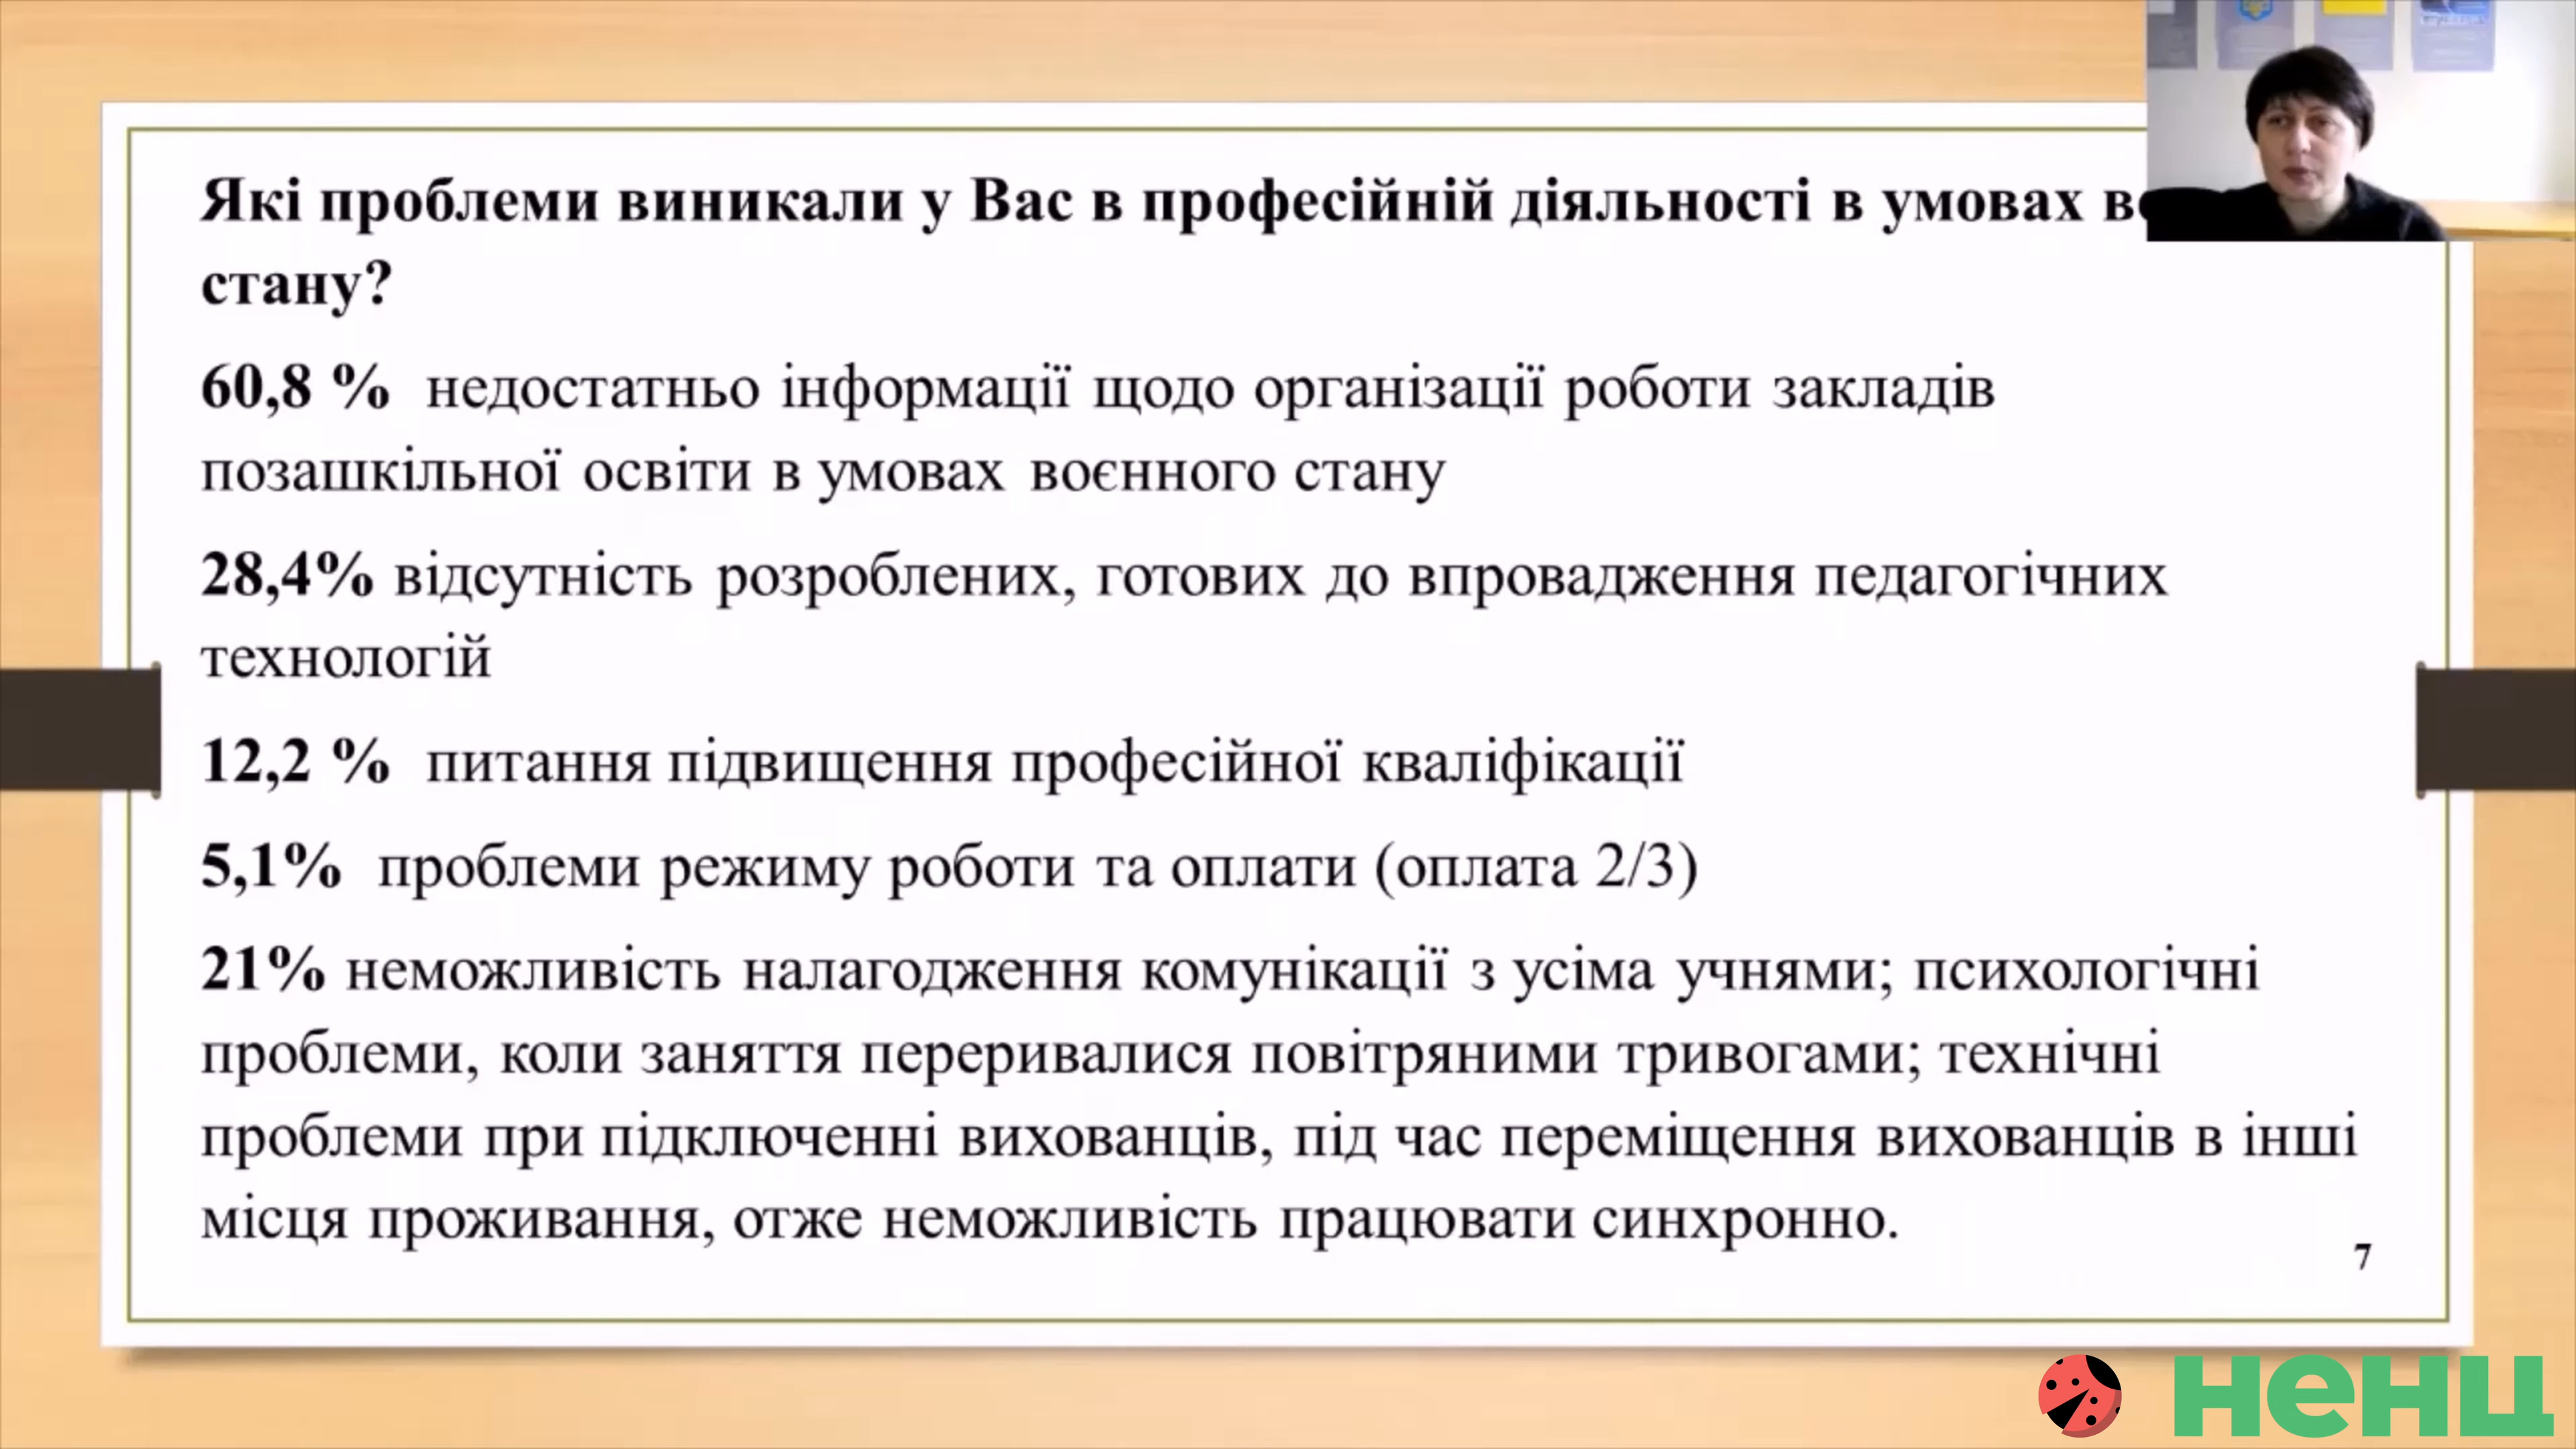 Які проблеми виникали у Вас в професійній діяльності в умовах
стану?
60,8 % недостатньо інформації щодо організації роботи закладів
позашкільної освіти в умовах воєнного стану
28,4% відсутність розроблених, готових до впровадження педагогічних
технологій
12,2 % питання підвищення професійної кваліфікації
5,1% проблеми режиму роботи та оплати (оплата 2/3)
21% неможливість налагодження комунікації з усіма учнями; психологічні
проблеми, коли заняття переривалися повітряними тривогами; технічні
проблеми при підключенні вихованців, під час переміщення вихованців в інші
місця проживання, отже неможливість працювати синхронно.
7
ненц